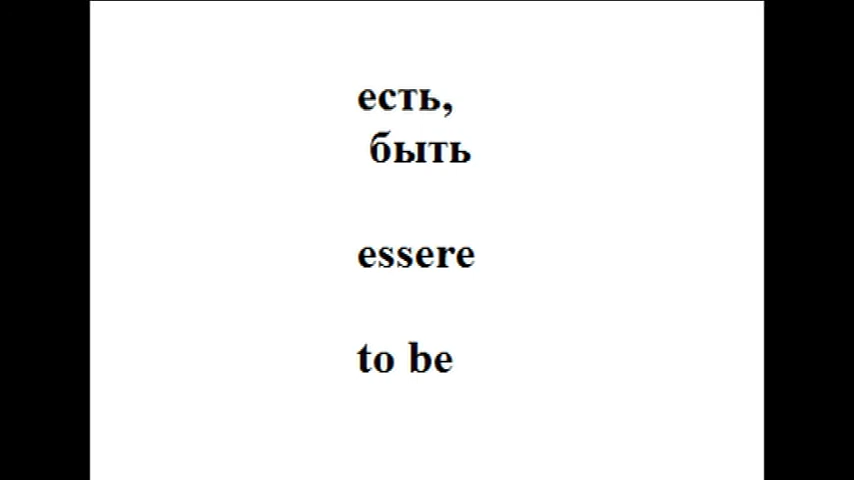 есть,
быть
essere
to be